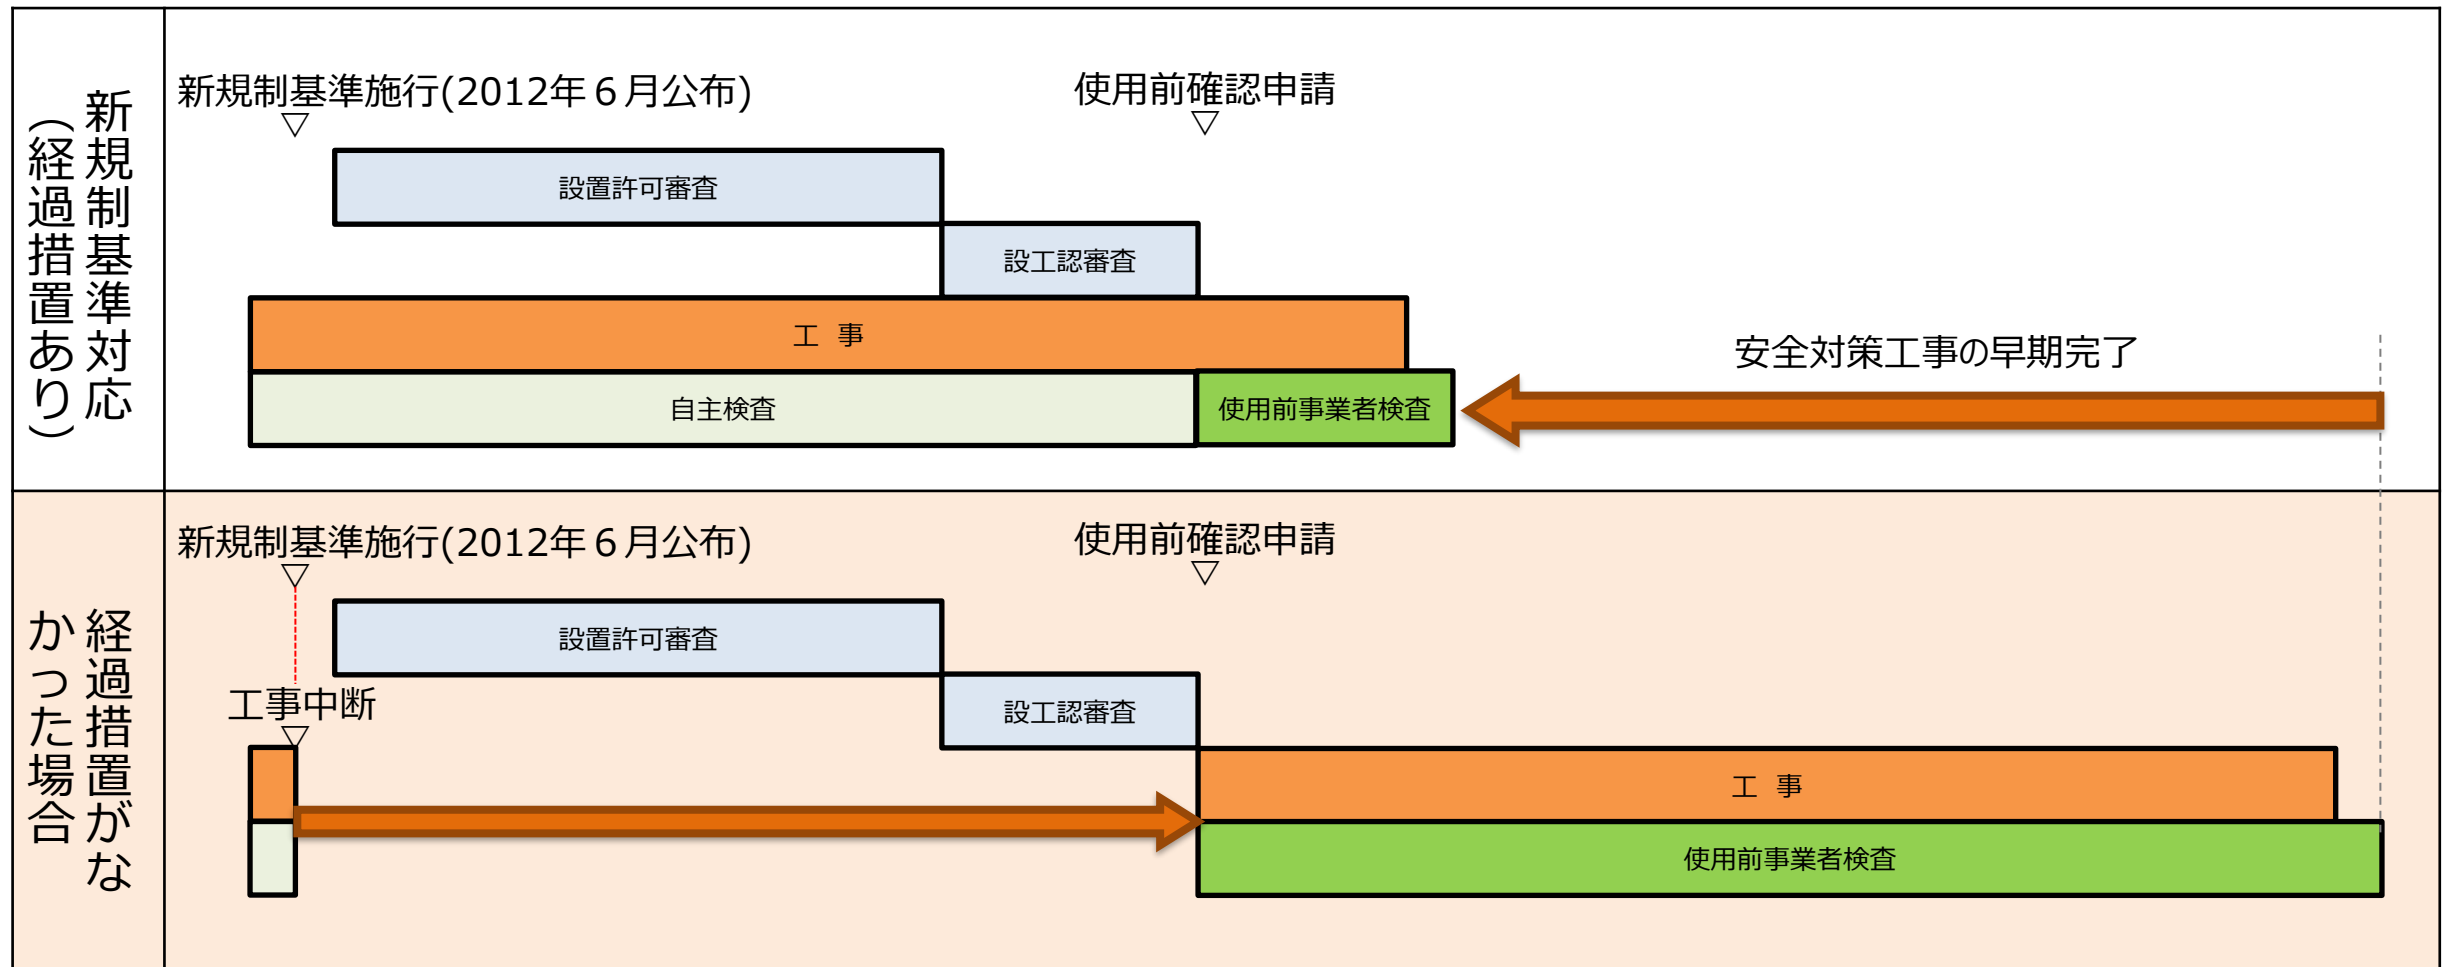 新規制基準対応
（経過措置あり）
新規制基準施行(2012年６月公布)
▽
使用前確認申請
▽
設置許可審査
設工認審査
工 事
自主検査
使用前事業者検査
安全対策工事の早期完了
経過措置がな
かった場合
新規制基準施行(2012年６月公布)
▽
使用前確認申請
▽
設置許可審査
工事中断
▽
設工認審査
工 事
使用前事業者検査